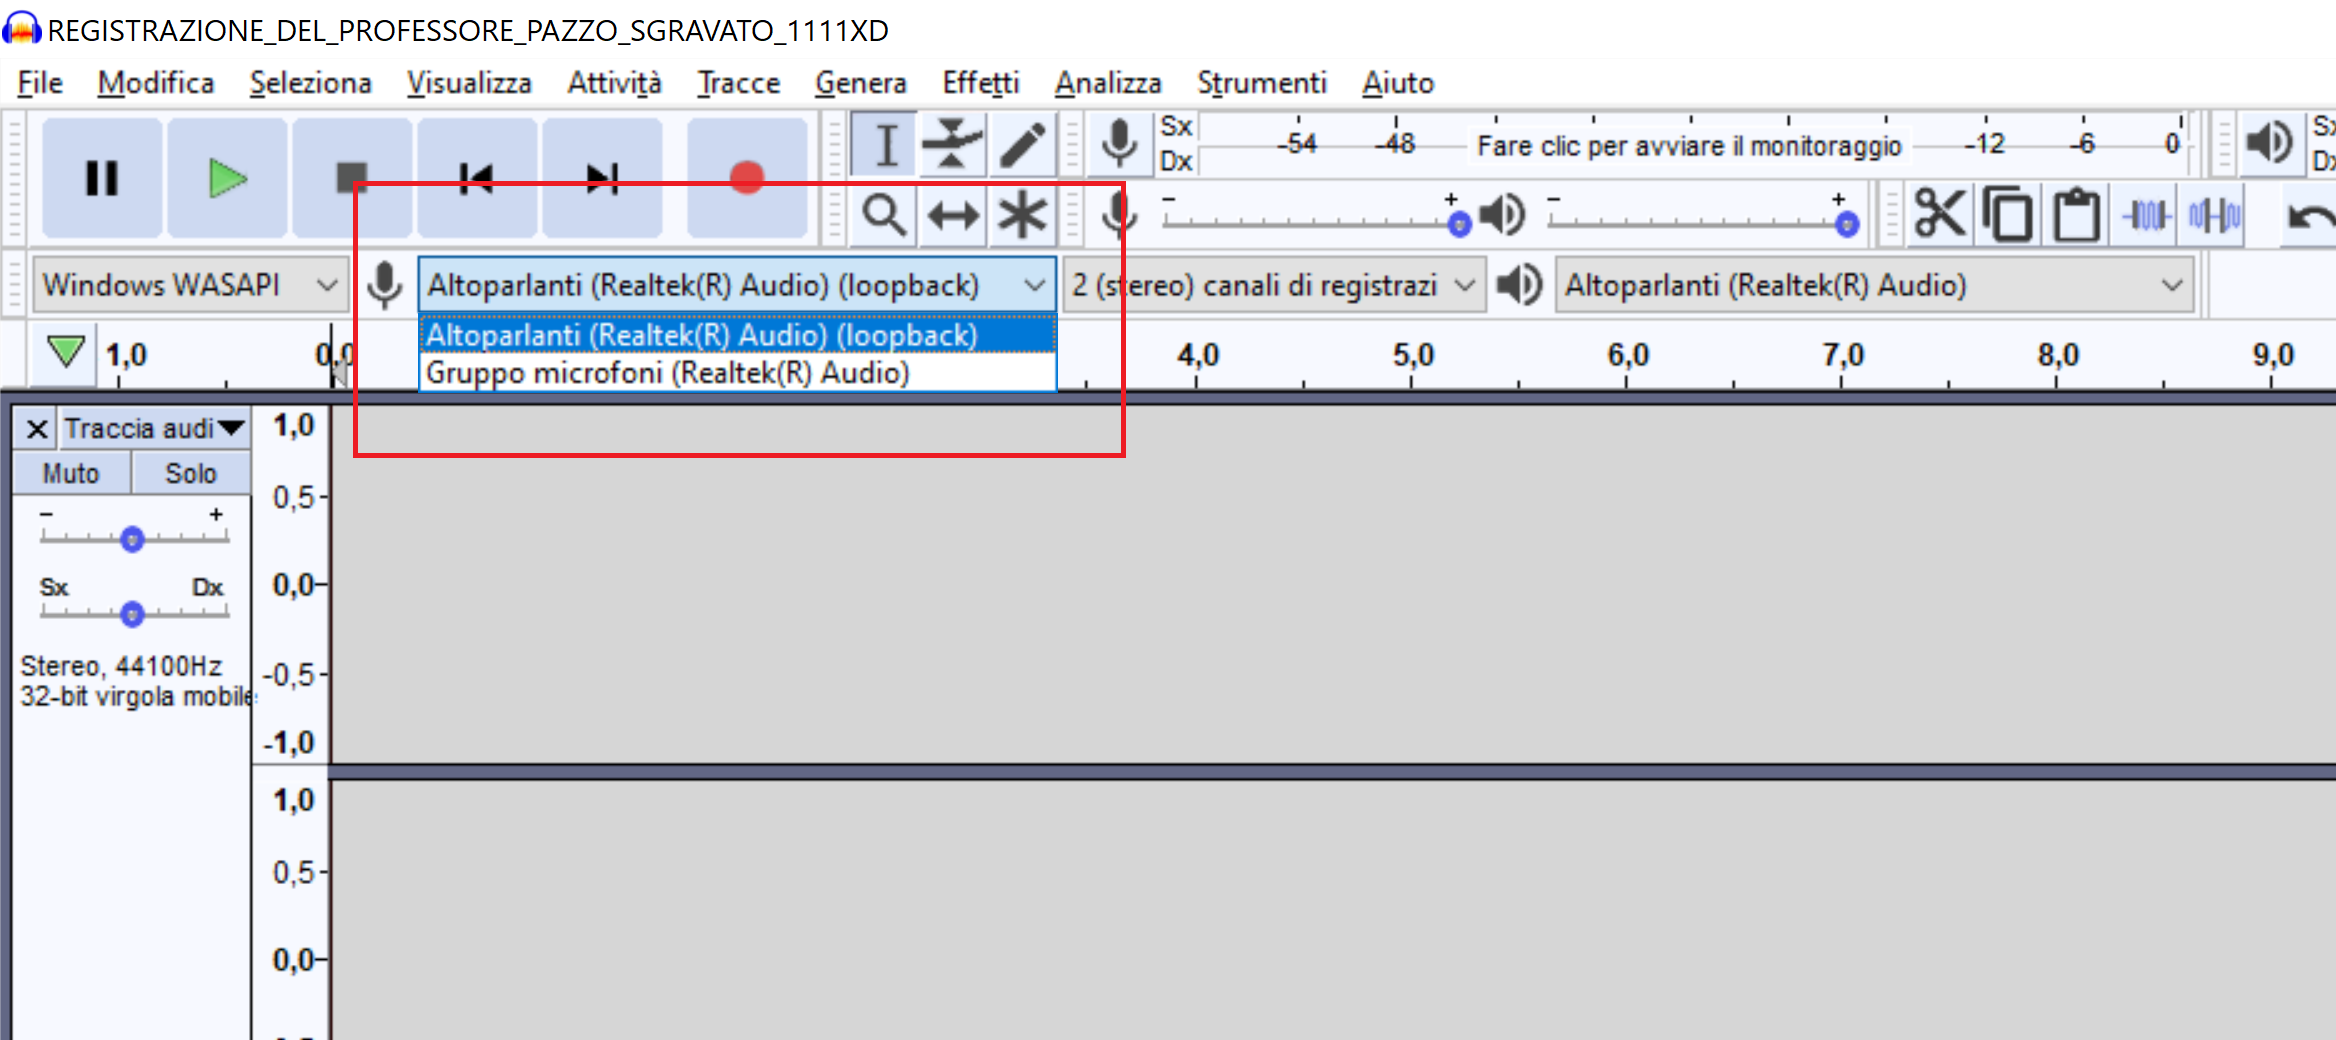 REGISTRAZIONE_DEL_PROFESSORE_PAZZO_SGRAVATO_1111XD
File Modifica Seleziona Visualizza Attività Tracce Genera Effetti Analizza Strumenti Aiuto
Sx -54 -48 Fare clic per avviare il monitoraggio -12 -6 0
Dx
- + - +
Windows WASAPI Altoparlanti (Realtek(R) Audio) (loopback) 2 (stereo) canali di registrazi Altoparlanti (Realtek(R) Audio)
Altoparlanti (Realtek(R) Audio) (loopback)
Gruppo microfoni (Realtek(R) Audio)
1,0 0,0 4,0 5,0 6,0 7,0 8,0 9,0
X Traccia audi 1,0
Muto Solo
0,5
- +
Sx Dx 0,0
Stereo, 44100Hz -0,5
32-bit virgola mobile
-1,0
1,0
0,5
0,0